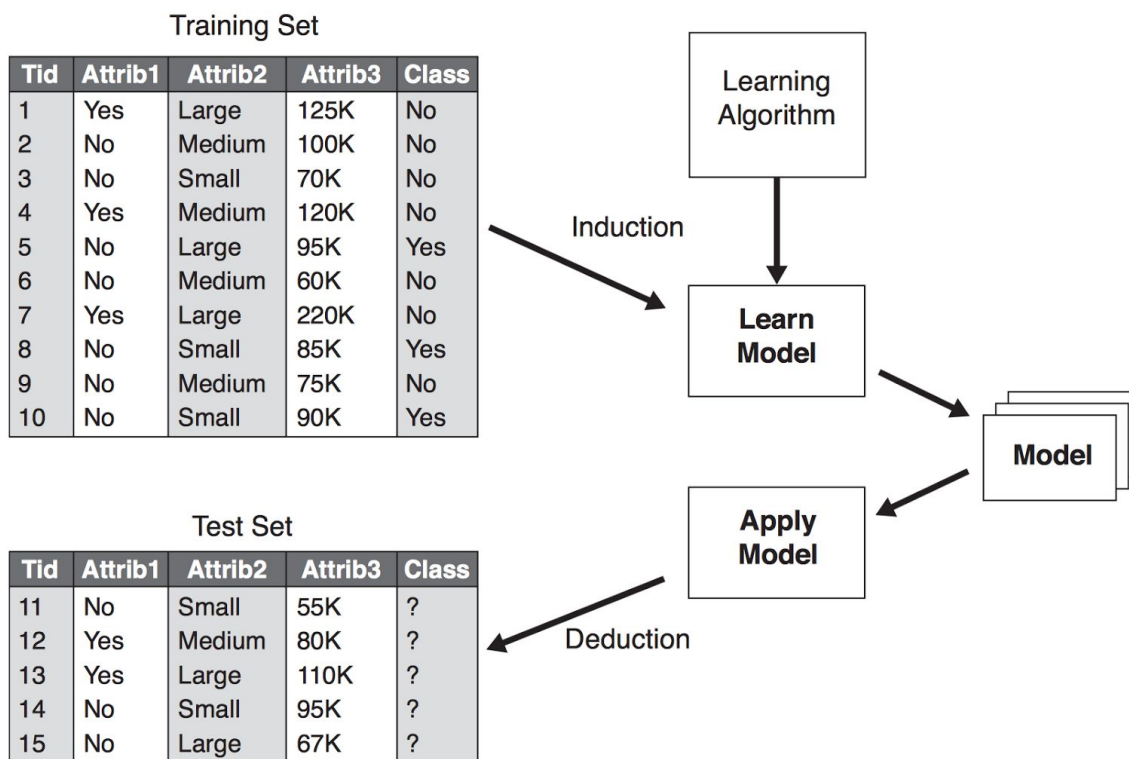 Training Set
Tid Attrib1 Attrib2 Attrib3 Class
1 Yes Large 125K No
2 No Medium 100K No
3 No Small 70K No
4 Yes Medium 120K No
5 No Large 95K Yes
6 No Medium 60K No
7 Yes Large 220K No
8 No Small 85K Yes
9 No Medium 75K No
10 No Small 90K Yes
Learning
Algorithm
Induction
Learn
Model
Model
Apply
Model
Deduction
Test Set
Tid Attrib1 Attrib2 Attrib3 Class
11 No Small 55K ?
12 Yes Medium 80K ?
13 Yes Large 110K ?
14 No Small 95K ?
15 No Large 67K ?